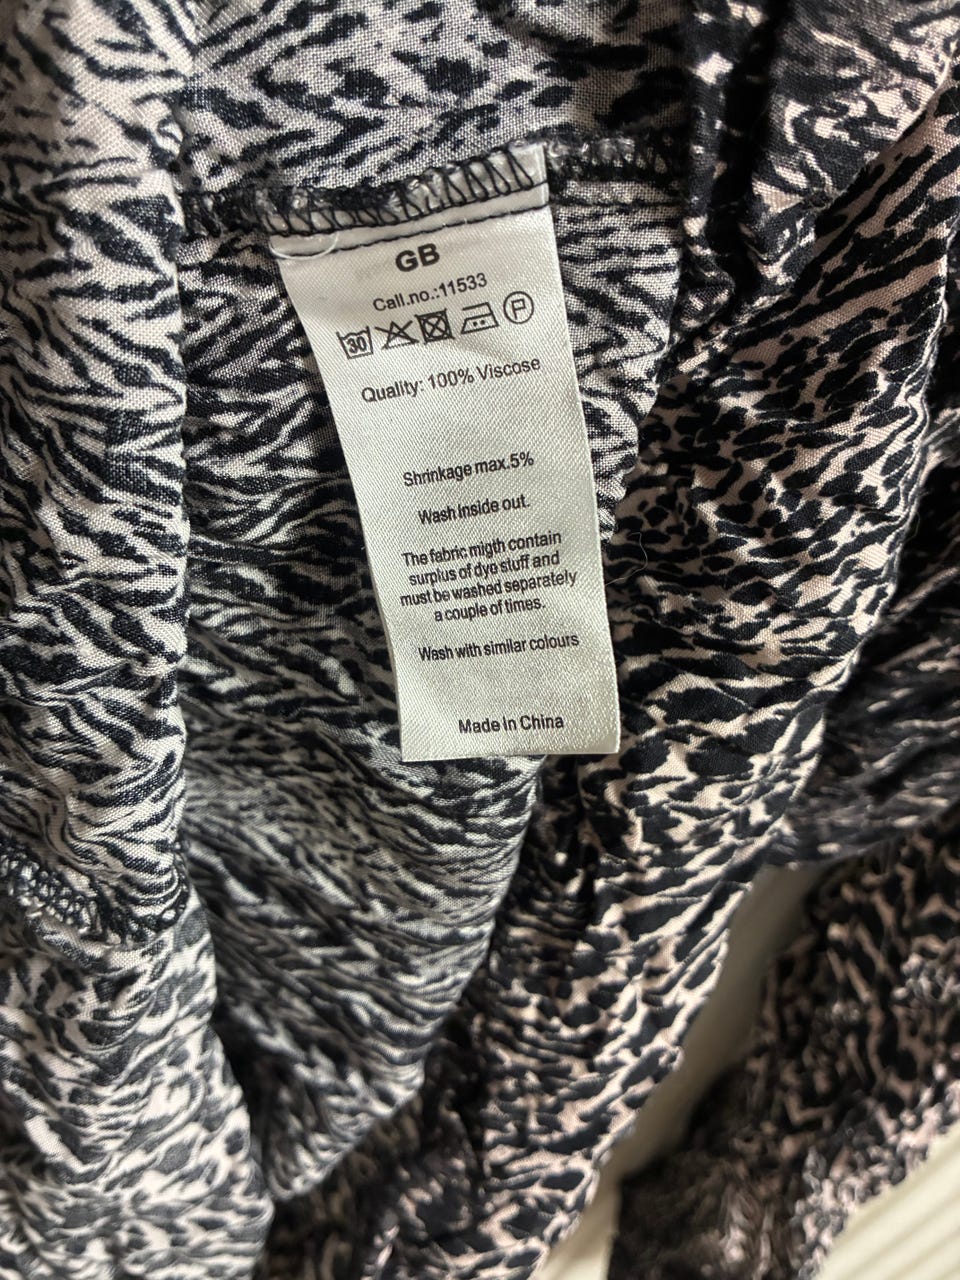 GB
Call.no.:11533
30 P
Quality: 100% Viscose
Shrinkage max.5%
Wash Inside out.
The fabric migth contain
surplus of dye stuff and
must be washed separately
a couple of times.
Wash with similar colours
Made In China